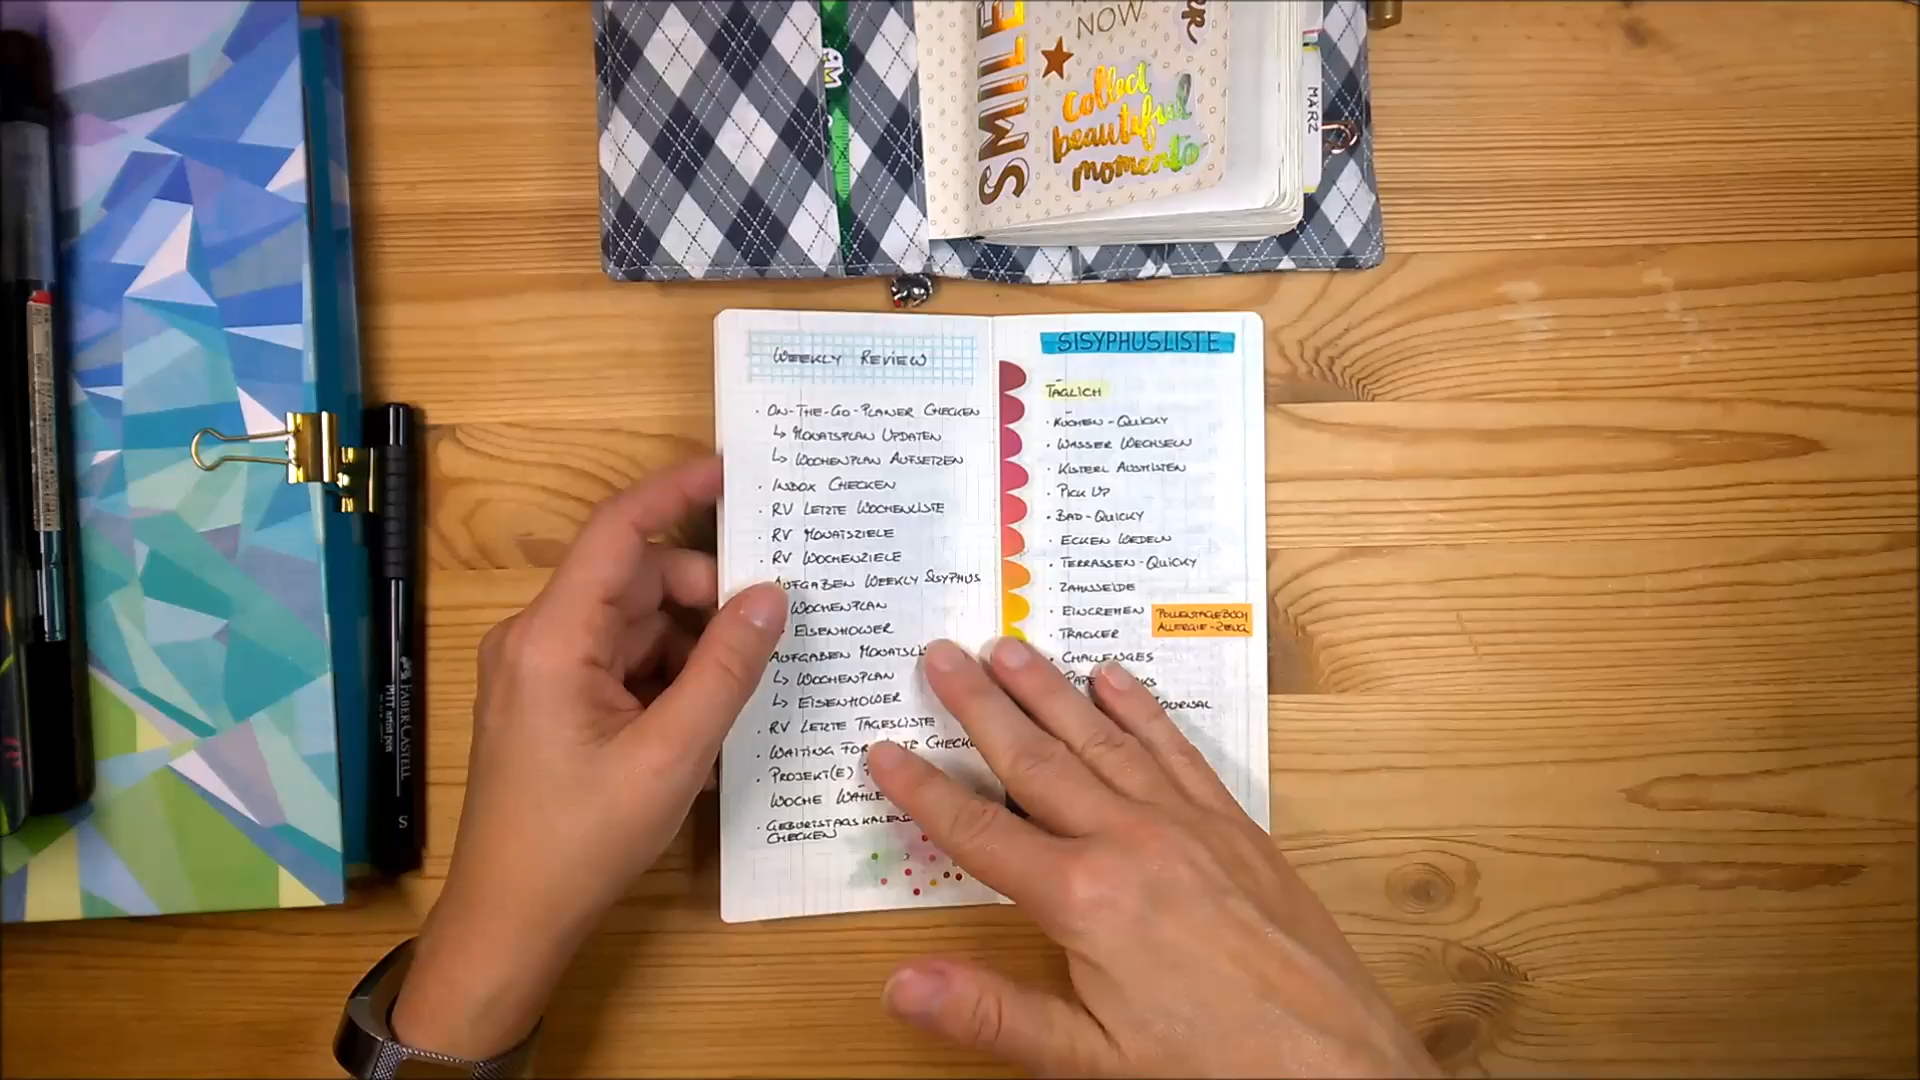 SMILE
NOW
collect
beautiful
moments
MÄRZ
WEEKLY REVIEW
· ON-THE-GO-PLANER CHECKEN
↳ MONATSPLAN UPDATEN
↳ WOCHENPLAN AUFSETZEN
· INBOX CHECKEN
· RV LETZTE WOCHENLISTE
· RV MONATSZIELE
· RV WOCHENZIELE
AUFGABEN WEEKLY SISYPHUS
WOCHENPLAN
EISENHOWER
AUFGABEN
↳ WOCHENPLAN
↳ EISENHOWER
· RV LETZTE TAGESLISTE
· WAITING FOR
· PROJEKT(E)
WOCHE
· GEBURTSTAGSKALEN
CHECKEN
SISYPHUSLISTE
TÄGLICH
· KÜCHEN-QUICKY
· WASSER WECHSELN
· KISTERL AUSMISTEN
· PICK UP
· BAD-QUICKY
· ECKEN WEDELN
· TERRASSEN-QUICKY
· ZAHNSEIDE
· EINCREMEN
· TRACKER
· CHALLENGES
POLLENTAGEBUCH
ALLERGIE-ZEUG
FABER-CASTELL
PITT artist pen
S